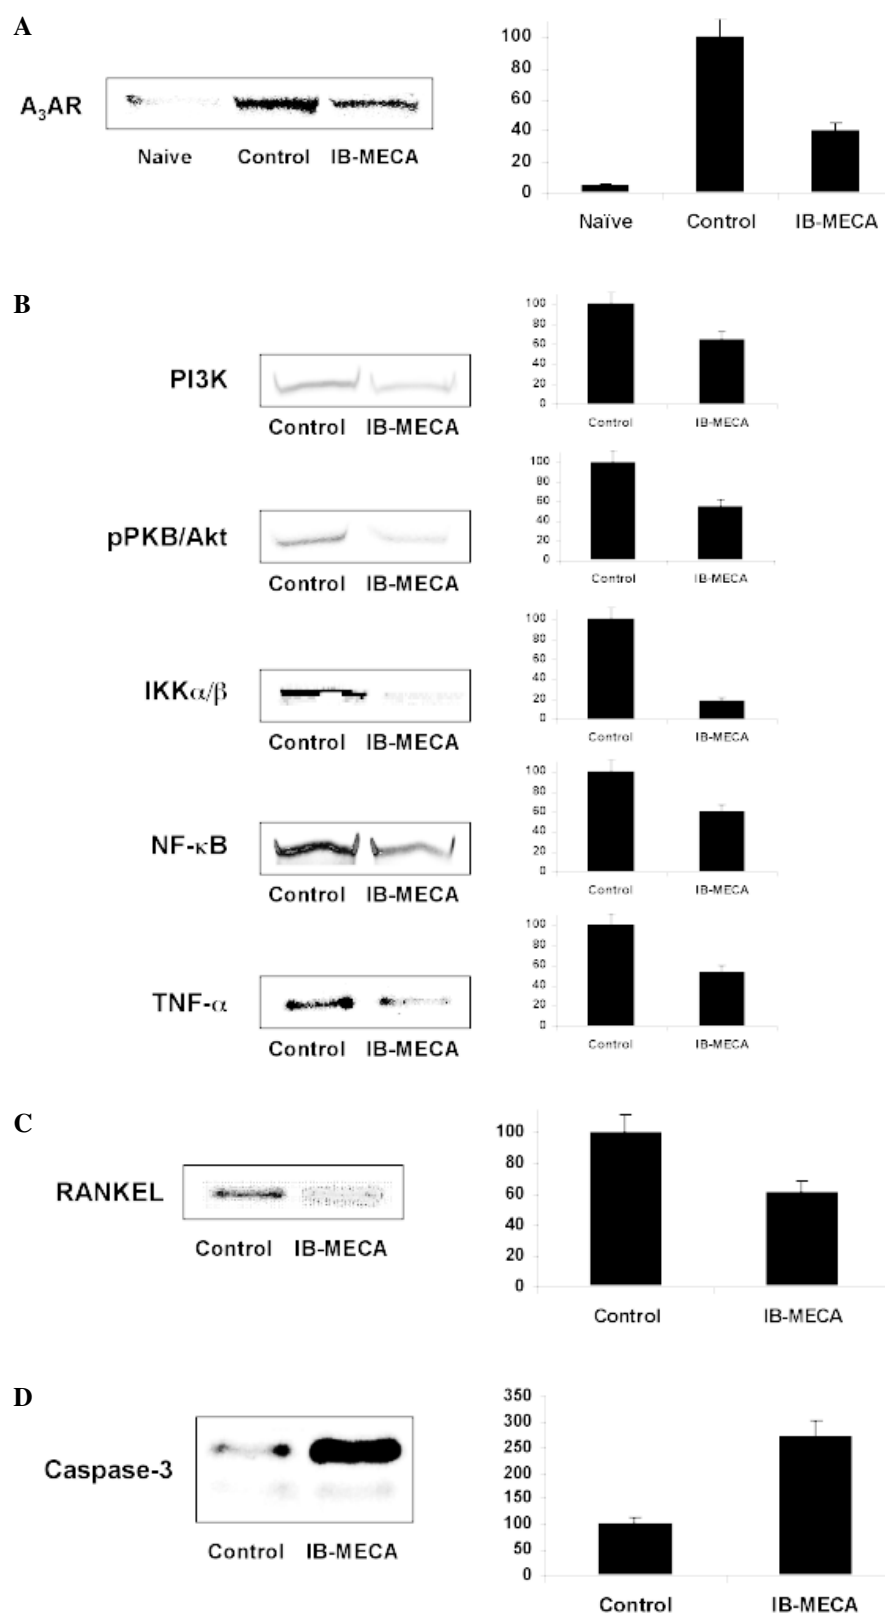 A
A3AR
Naive Control IB-MECA
100
80
60
40
20
0
Naïve Control IB-MECA
B
PI3K
Control IB-MECA
100
80
60
40
20
0
Control IB-MECA
pPKB/Akt
Control IB-MECA
100
80
60
40
20
0
Control IB-MECA
IKKα/β
Control IB-MECA
100
80
60
40
20
0
Control IB-MECA
NF-κB
Control IB-MECA
100
80
60
40
20
0
Control IB-MECA
TNF-α
Control IB-MECA
100
80
60
40
20
0
Control IB-MECA
C
RANKEL
Control IB-MECA
100
80
60
40
20
0
Control IB-MECA
D
Caspase-3
Control IB-MECA
350
300
250
200
150
100
50
0
Control IB-MECA